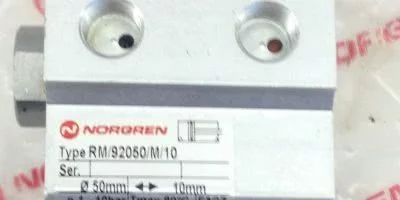 NORGREN
Type RM/92050/M/10
Ser.
Ø 50mm ◄► 10mm